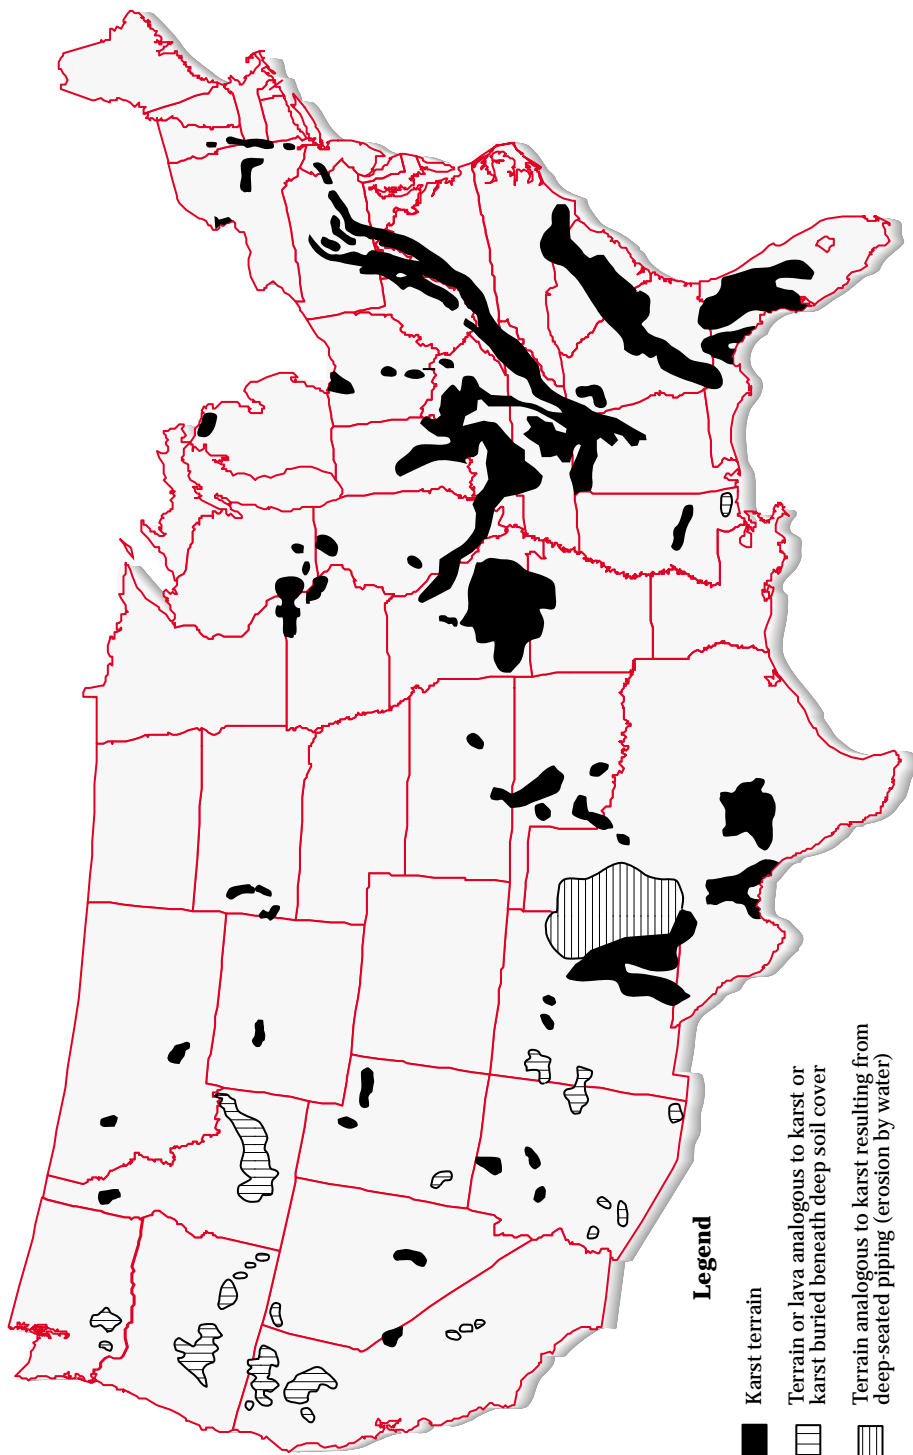 Legend
Karst terrain
Terrain or lava analogous to karst or
karst buried beneath deep soil cover
Terrain analogous to karst resulting from
deep-seated piping (erosion by water)